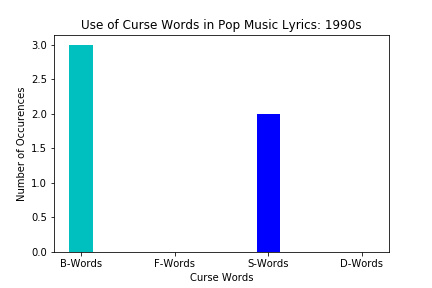 Use of Curse Words in Pop Music Lyrics: 1990s
3.0
2.5
2.0
1.5
1.0
0.5
0.0
Number of Occurences
B-Words F-Words S-Words D-Words
Curse Words